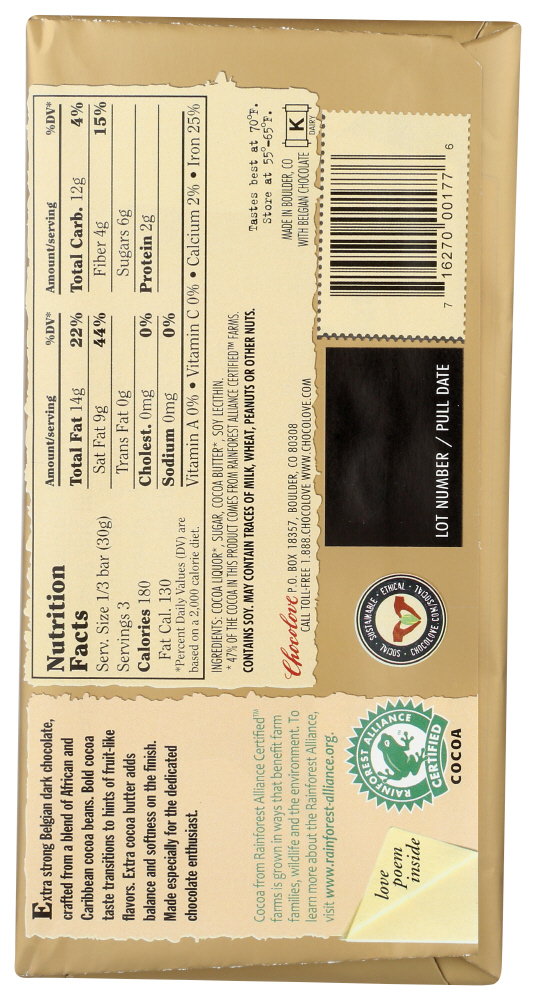 Extra strong Belgian dark chocolate,
crafted from a blend of African and
Caribbean cocoa beans. Bold cocoa
taste transitions to hints of fruit-like
flavors. Extra cocoa butter adds
balance and softness on the finish.
Made especially for the dedicated
chocolate enthusiast.
Cocoa from Rainforest Alliance Certified™
farms is grown in ways that benefit farm
families, wildlife and the environment. To
learn more about the Rainforest Alliance,
visit www.rainforest-alliance.org.
love
poem
inside
RAINFOREST ALLIANCE
CERTIFIED
COCOA
Nutrition
Facts
Serv. Size 1/3 bar (30g)
Servings 3
Calories 180
Fat Cal. 130
*Percent Daily Values (DV) are
based on a 2,000 calorie diet.
Amount/serving %DV* Amount/serving %DV*
Total Fat 14g 22% Total Carb. 12g 4%
Sat Fat 9g 44% Fiber 4g 15%
Trans Fat 0g Sugars 6g
Cholest. 0mg 0% Protein 2g
Sodium 0mg 0%
Vitamin A 0% • Vitamin C 0% • Calcium 2% • Iron 25%
INGREDIENTS: COCOA LIQUOR*, SUGAR, COCOA BUTTER*, SOY LECITHIN.
* 47% OF THE COCOA IN THIS PRODUCT COMES FROM RAINFOREST ALLIANCE CERTIFIED™ FARMS.
CONTAINS SOY. MAY CONTAIN TRACES OF MILK, WHEAT, PEANUTS OR OTHER NUTS.
Chocolove P.O. BOX 18357, BOULDER, CO 80308
CALL TOLL-FREE 1.888.CHOCOLOVE WWW.CHOCOLOVE.COM
Tastes best at 70°F.
Store at 55°-65°F.
MADE IN BOULDER, CO
WITH BELGIAN CHOCOLATE
K
DAIRY
SOCIAL · SUSTAINABLE · ETHICAL ·
CHOCOLOVE.COM/SOCIAL
LOT NUMBER / PULL DATE
7 16270 00177 6